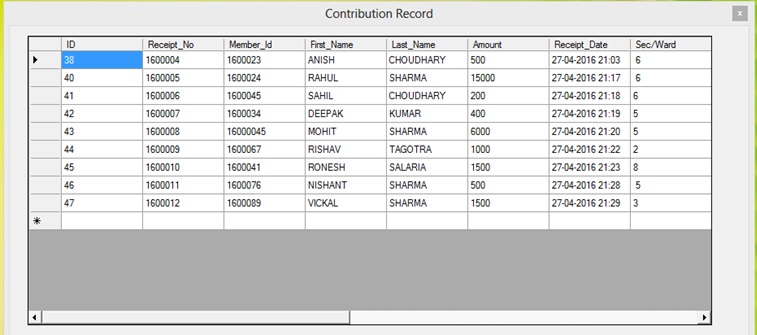 Contribution Record
x
ID Receipt_No Member_Id First_Name Last_Name Amount Receipt_Date Sec/Ward
38 1600004 1600023 ANISH CHOUDHARY 500 27-04-2016 21:03 6
40 1600005 1600024 RAHUL SHARMA 15000 27-04-2016 21:17 6
41 1600006 1600045 SAHIL CHOUDHARY 200 27-04-2016 21:18 6
42 1600007 1600034 DEEPAK KUMAR 400 27-04-2016 21:19 5
43 1600008 16000045 MOHIT SHARMA 6000 27-04-2016 21:20 5
44 1600009 1600067 RISHAV TAGOTRA 1000 27-04-2016 21:22 2
45 1600010 1600041 RONESH SALARIA 1500 27-04-2016 21:23 8
46 1600011 1600076 NISHANT SHARMA 500 27-04-2016 21:28 5
47 1600012 1600089 VICKAL SHARMA 1500 27-04-2016 21:29 3